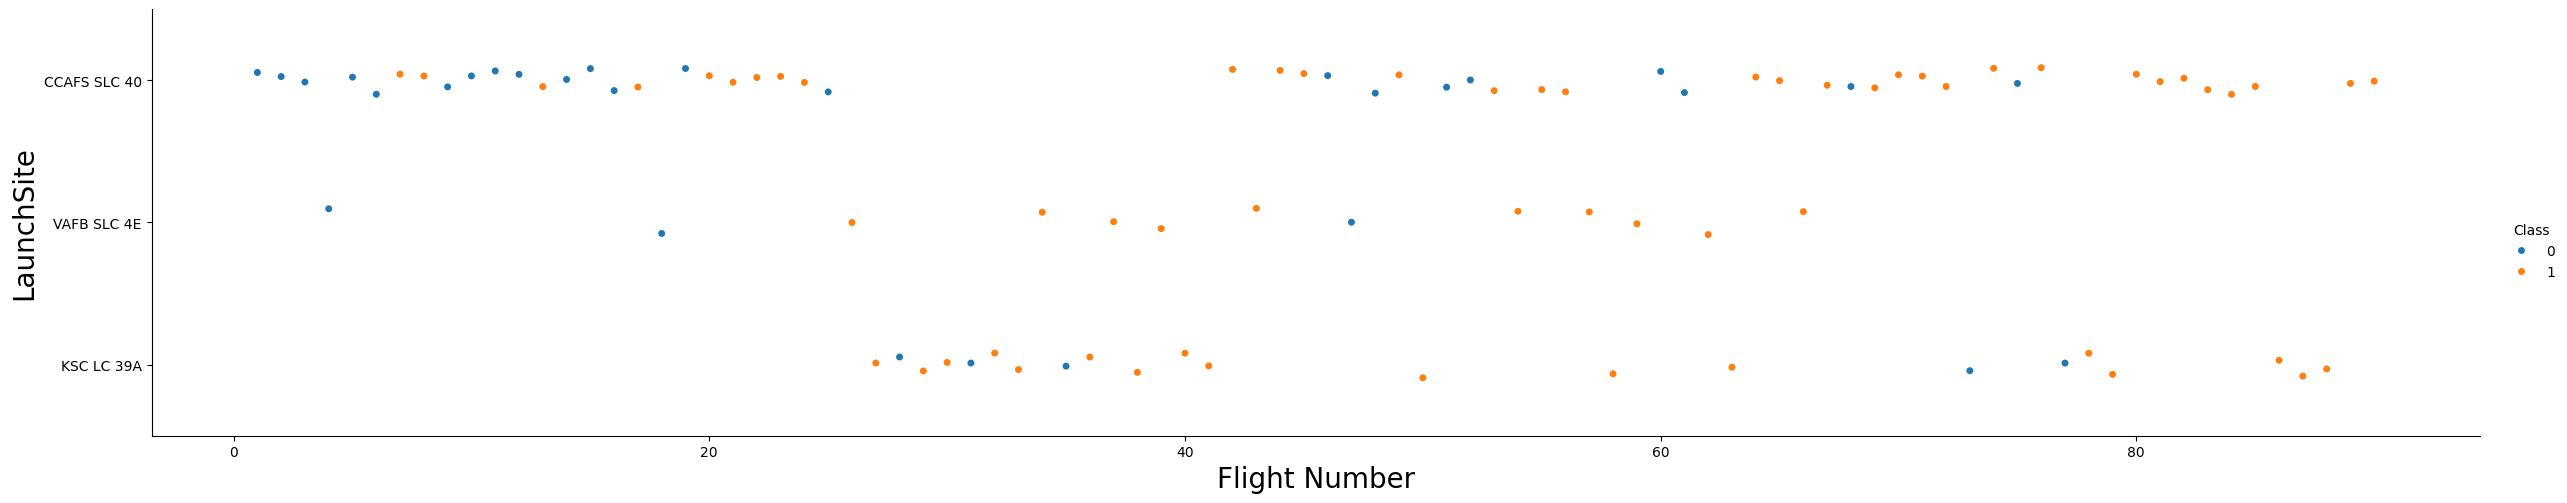 LaunchSite
CCAFS SLC 40
VAFB SLC 4E
KSC LC 39A
0 20 40 60 80
Flight Number
Class
0
1